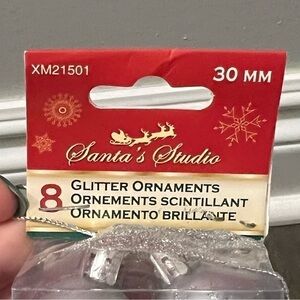 XM21501
30 MM
Santa's Studio
8 GLITTER ORNAMENTS
ORNEMENTS SCINTILLANT
ORNAMENTO BRILLANTE